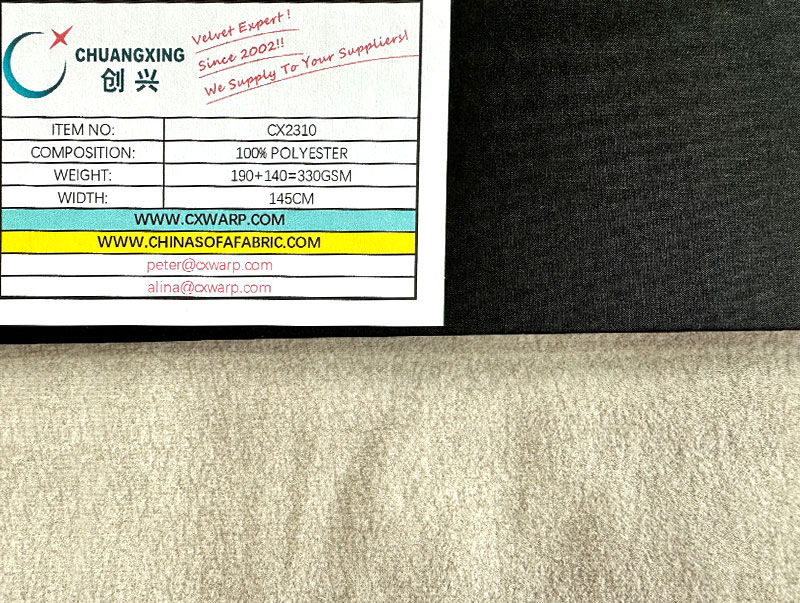 CHUANGXING
创兴
Velvet Expert!
Since 2002!!
We Supply To Your Suppliers!
ITEM NO: CX2310
COMPOSITION: 100% POLYESTER
WEIGHT: 190+140=330GSM
WIDTH: 145CM
WWW.CXWARP.COM
WWW.CHINASOFAFABRIC.COM
peter@cxwarp.com
alina@cxwarp.com